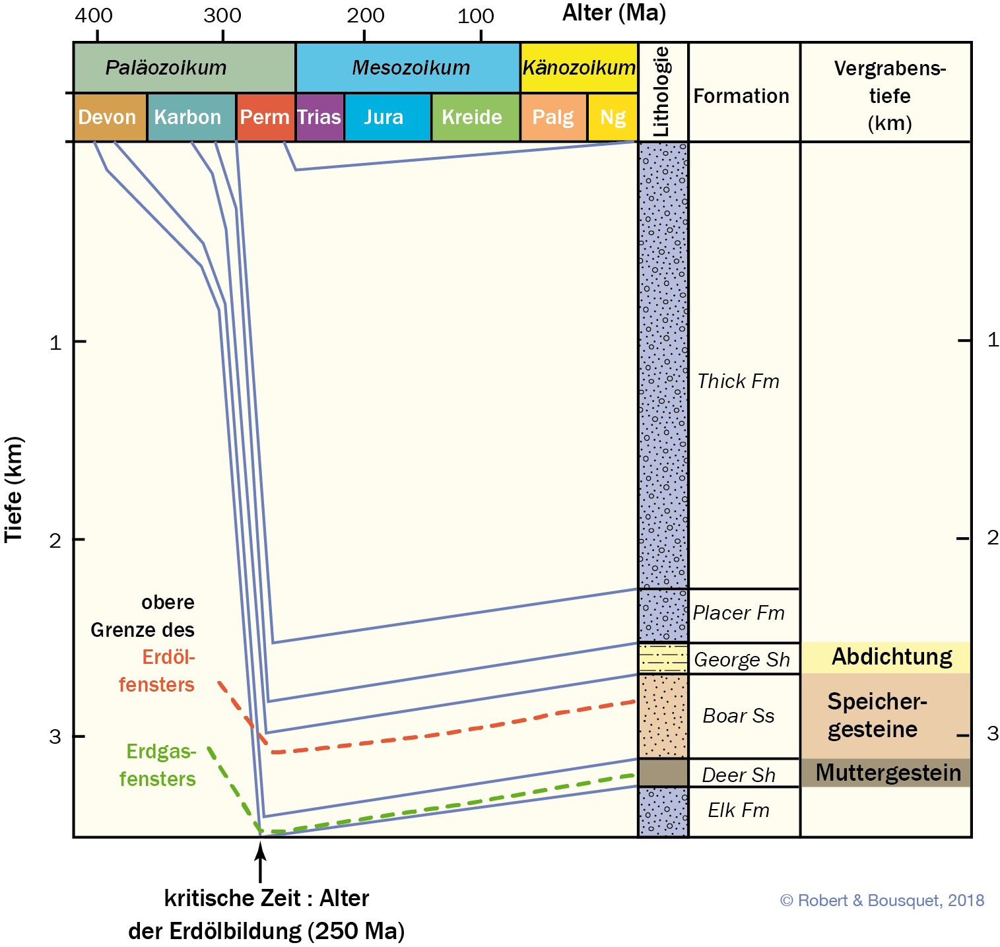 400 300 200 100 Alter (Ma)
Paläozoikum Mesozoikum Känozoikum
Devon Karbon Perm Trias Jura Kreide Palg Ng
Lithologie
Formation
Vergrabens-
tiefe
(km)
Tiefe (km)
1
2
3
Thick Fm
Placer Fm
George Sh
Boar Ss
Deer Sh
Elk Fm
Abdichtung
Speicher-
gesteine
Muttergestein
1
2
3
obere
Grenze des
Erdöl-
fensters
Erdgas-
fensters
kritische Zeit : Alter
der Erdölbildung (250 Ma)
© Robert & Bousquet, 2018